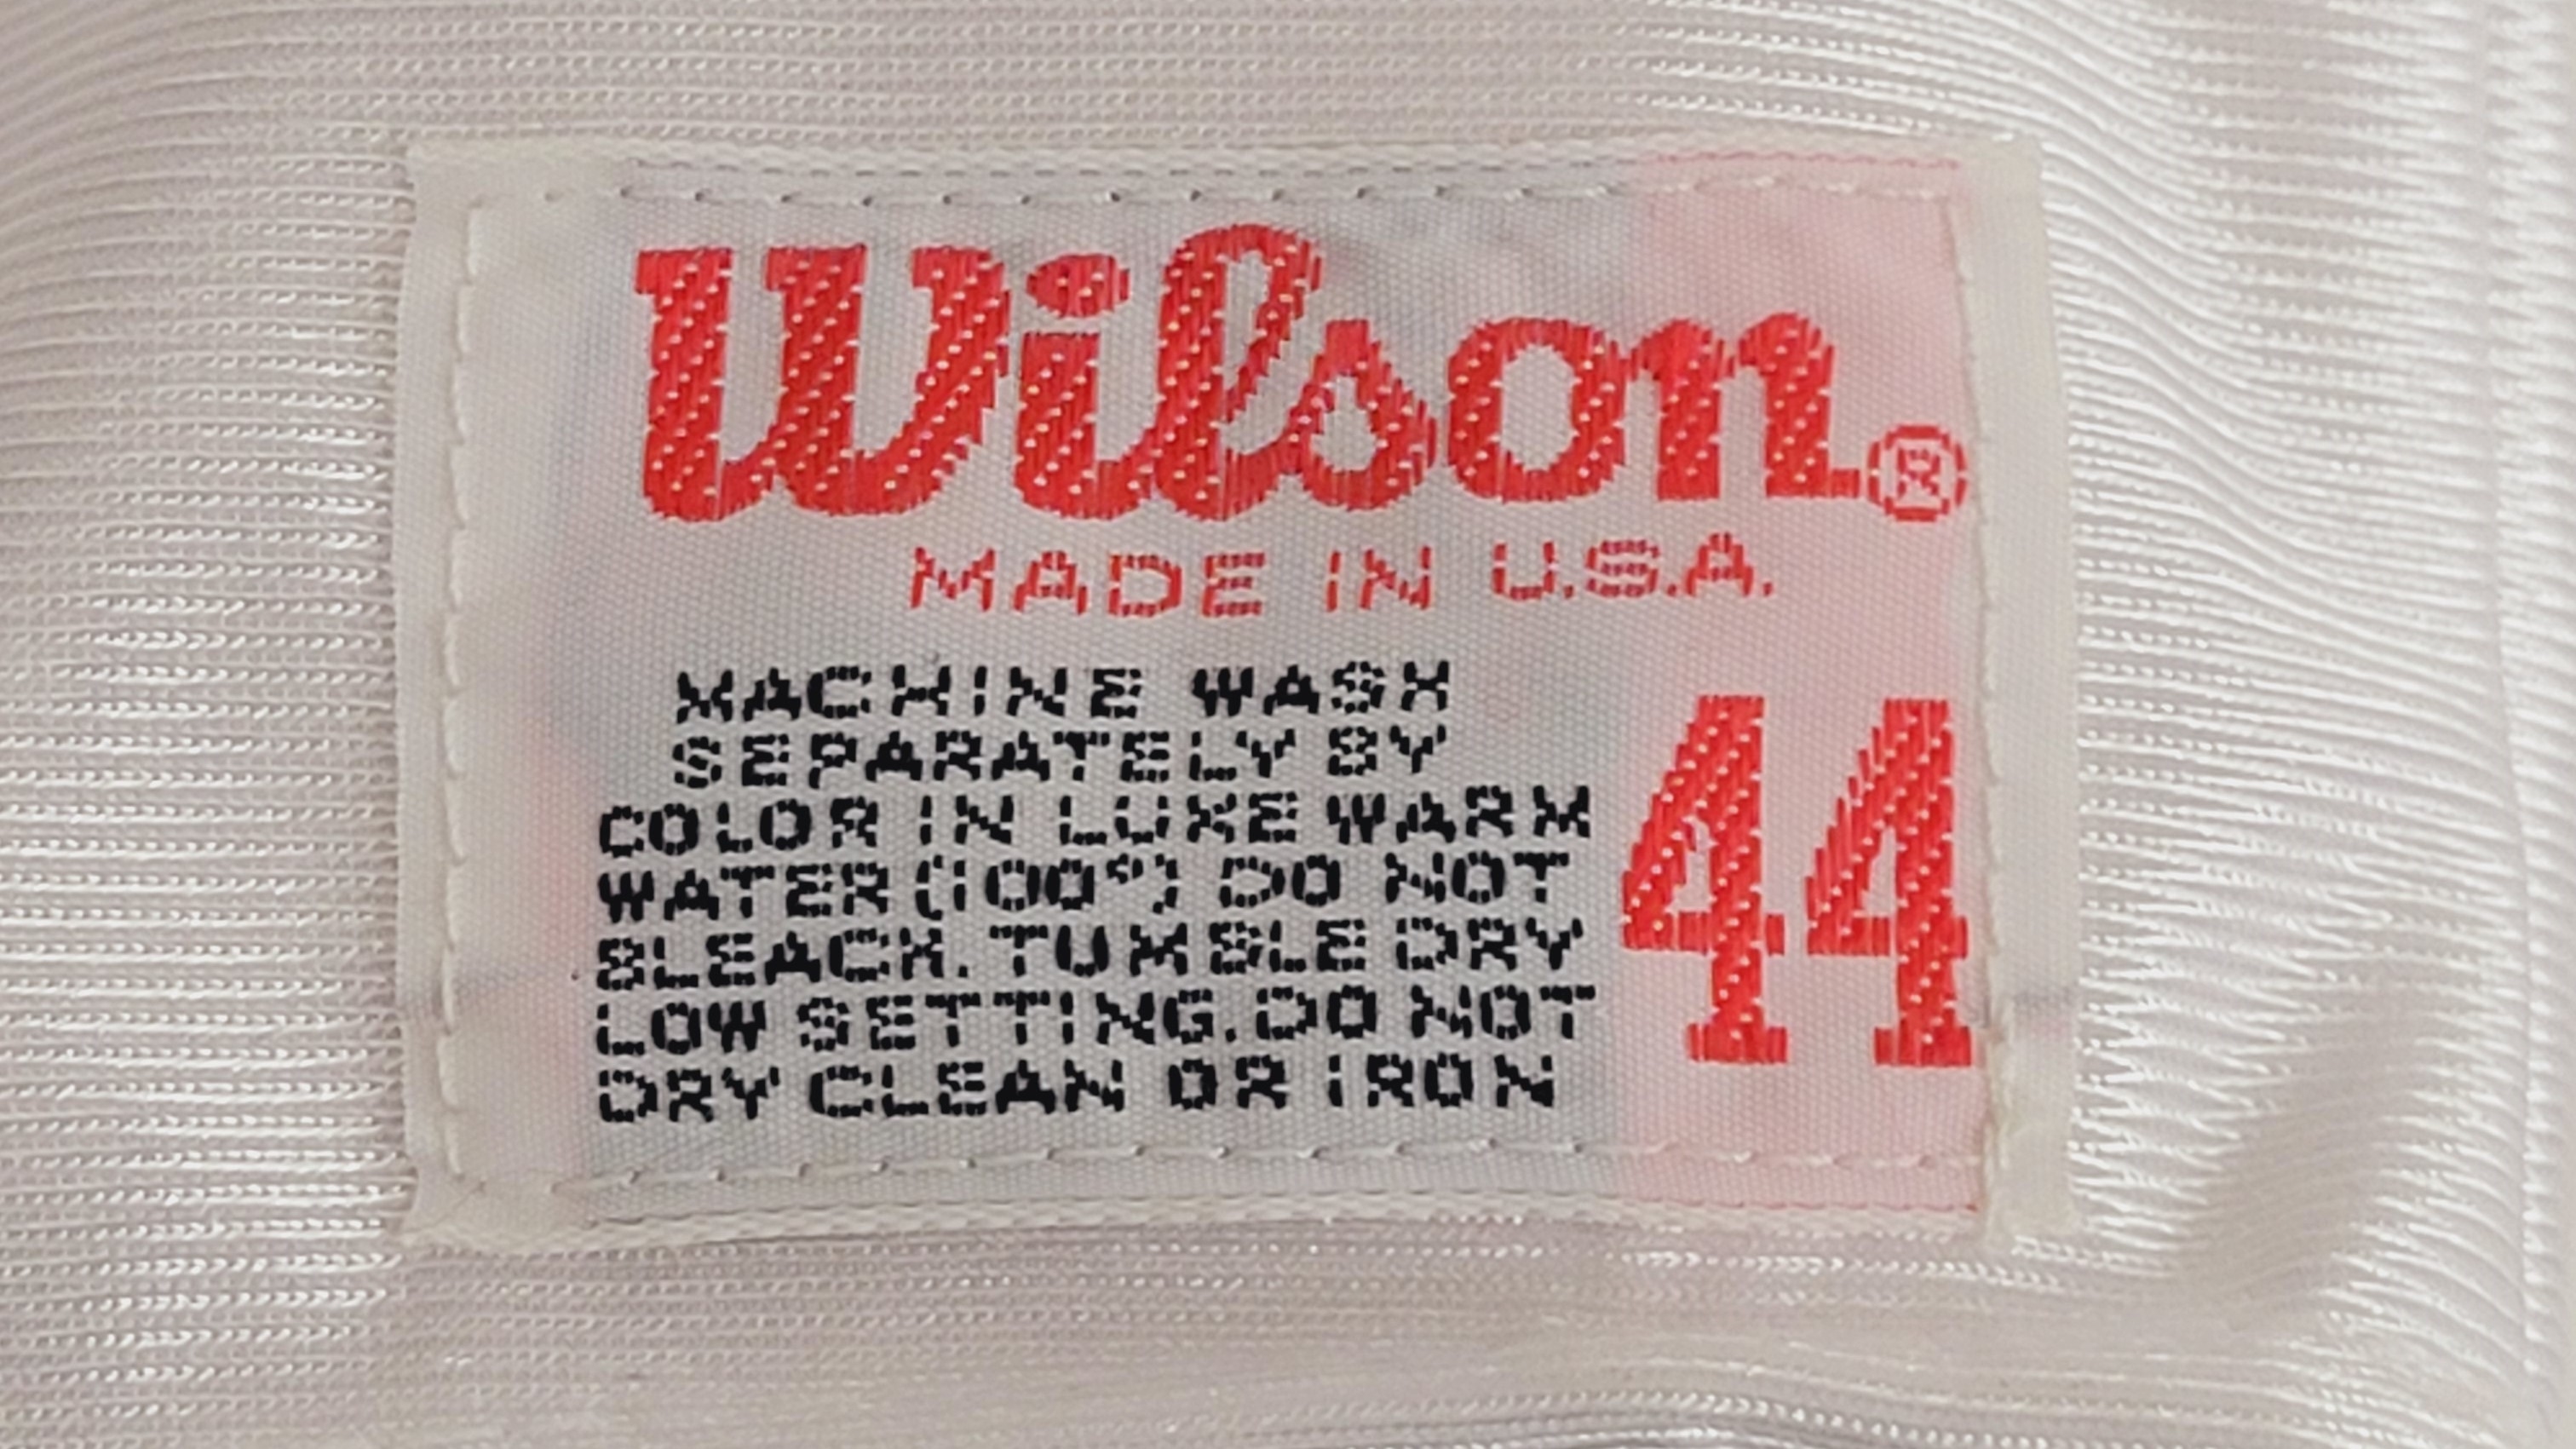 Wilson®
MADE IN U.S.A.
MACHINE WASH
SEPARATELY BY
COLOR IN LUKE WARM
WATER (100°) DO NOT
BLEACH. TUMBLE DRY
LOW SETTING. DO NOT
DRY CLEAN OR IRON
44